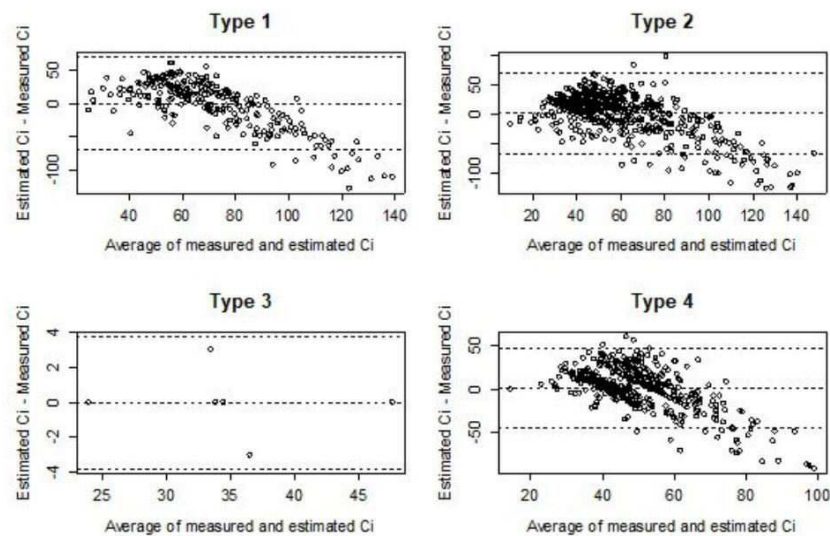 Type 1
Estimated Ci - Measured Ci
50
0
-100
40 60 80 100 120 140
Average of measured and estimated Ci
Type 2
Estimated Ci - Measured Ci
50
0
-100
20 40 60 80 100 120 140
Average of measured and estimated Ci
Type 3
Estimated Ci - Measured Ci
4
2
0
-2
-4
25 30 35 40 45
Average of measured and estimated Ci
Type 4
Estimated Ci - Measured Ci
50
0
-50
20 40 60 80 100
Average of measured and estimated Ci